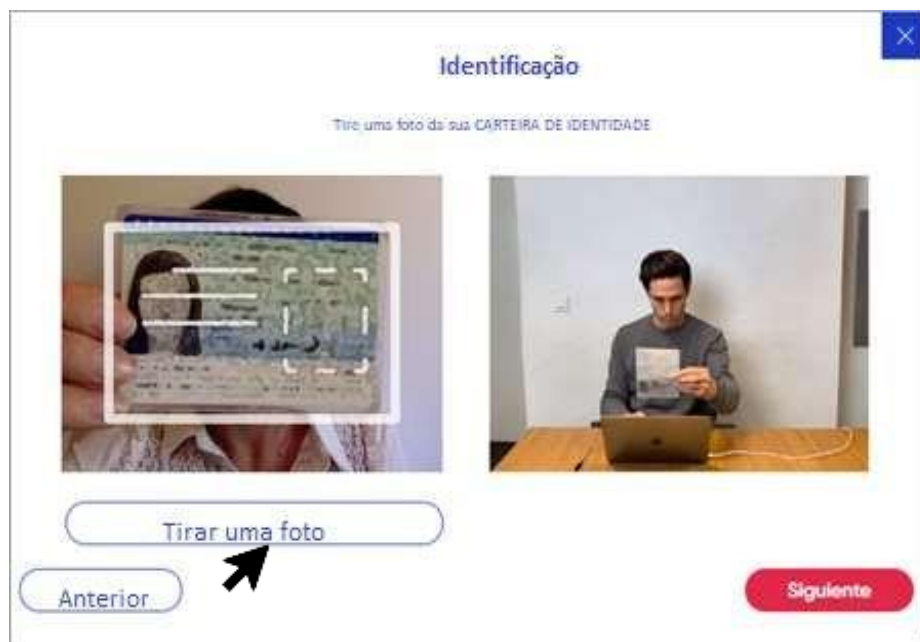 Identificação
Tire uma foto da sua CARTEIRA DE IDENTIDADE
Tirar uma foto
Anterior
Siguiente